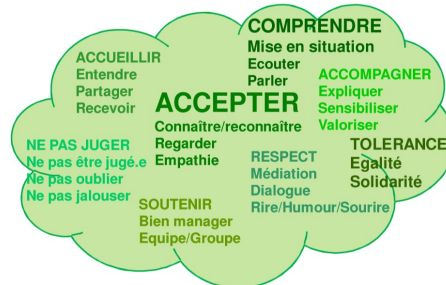 COMPRENDRE
Mise en situation
Ecouter
Parler
ACCUEILLIR
Entendre
Partager
Recevoir
ACCOMPAGNER
Expliquer
Sensibiliser
Valoriser
ACCEPTER
Connaître/reconnaître
Regarder
Empathie
NE PAS JUGER
Ne pas être jugé.e
Ne pas oublier
Ne pas jalouser
RESPECT
Médiation
Dialogue
Rire/Humour/Sourire
TOLERANCE
Egalité
Solidarité
SOUTENIR
Bien manager
Equipe/Groupe